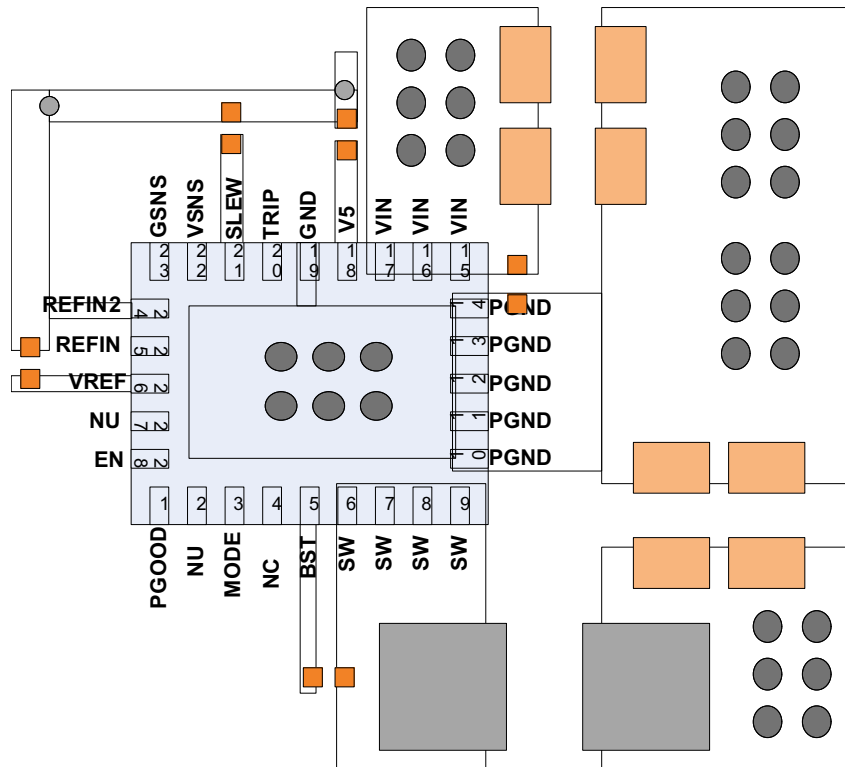 GSNS
VSNS
SLEW
TRIP
GND
V5
VIN
VIN
VIN
23
22
21
20
19
18
17
16
15
REFIN2
24
REFIN
25
VREF
26
NU
27
EN
28
14
PGND
13
PGND
12
PGND
11
PGND
10
PGND
1
2
3
4
5
6
7
8
9
PGOOD
NU
MODE
NC
BST
SW
SW
SW
SW